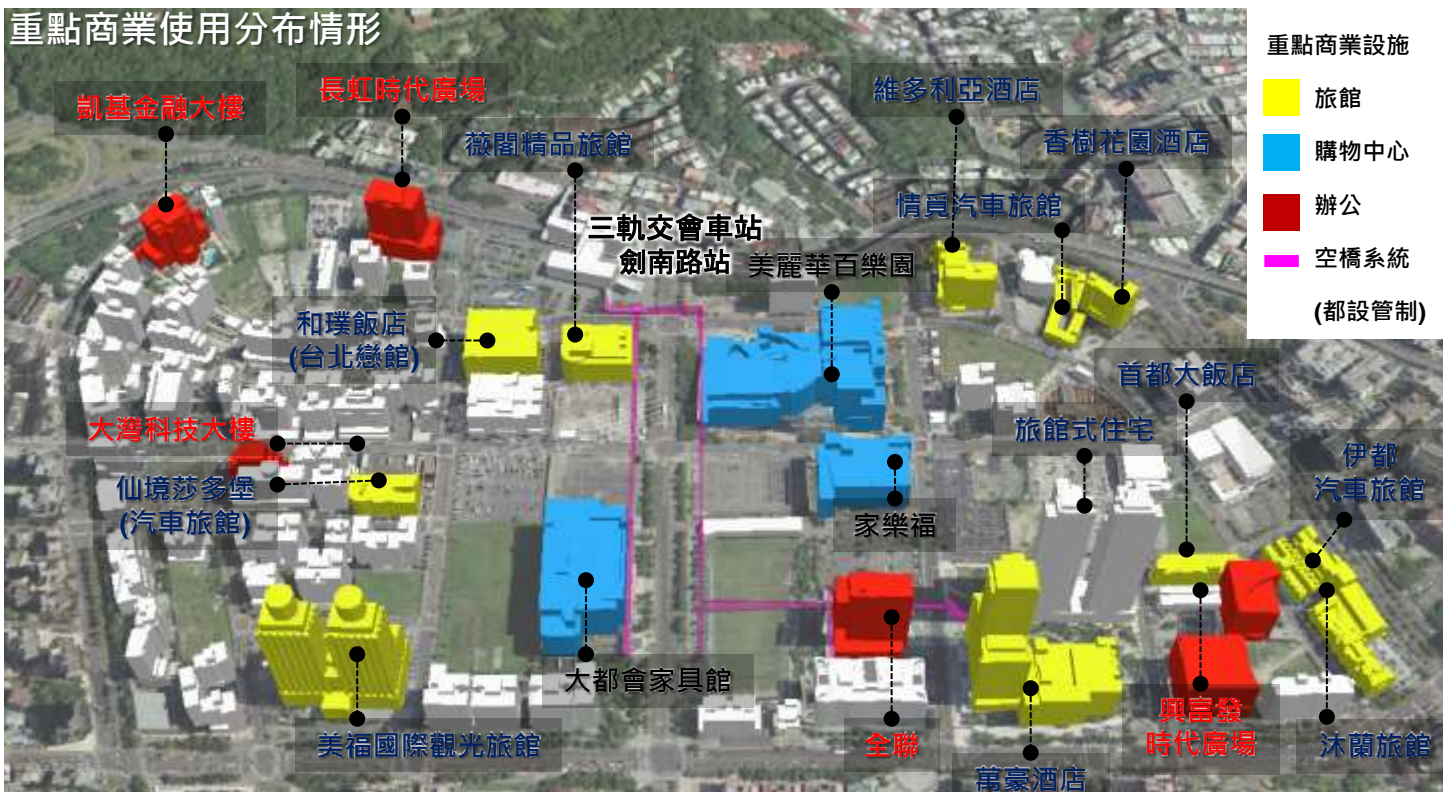 重點商業使用分布情形
凱基金融大樓
長虹時代廣場
薇閣精品旅館
維多利亞酒店
香樹花園酒店
情覓汽車旅館
三軌交會車站
劍南路站
美麗華百樂園
和璞飯店
(台北戀館)
首都大飯店
大灣科技大樓
旅館式住宅
仙境莎多堡
(汽車旅館)
伊都
汽車旅館
家樂福
大都會家具館
美福國際觀光旅館
全聯
萬豪酒店
興富發
時代廣場
沐蘭旅館
重點商業設施
旅館
購物中心
辦公
空橋系統
(都設管制)